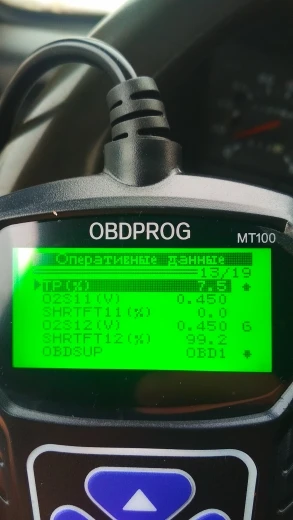 OBDPROG
MT100
Оперативные данные
13/19
TP(%) 7.5
O2S11(V) 0.450
SHRTFT11(%) 0.0
O2S12(V) 0.450 G
SHRTFT12(%) 99.2
OBDSUP OBD1